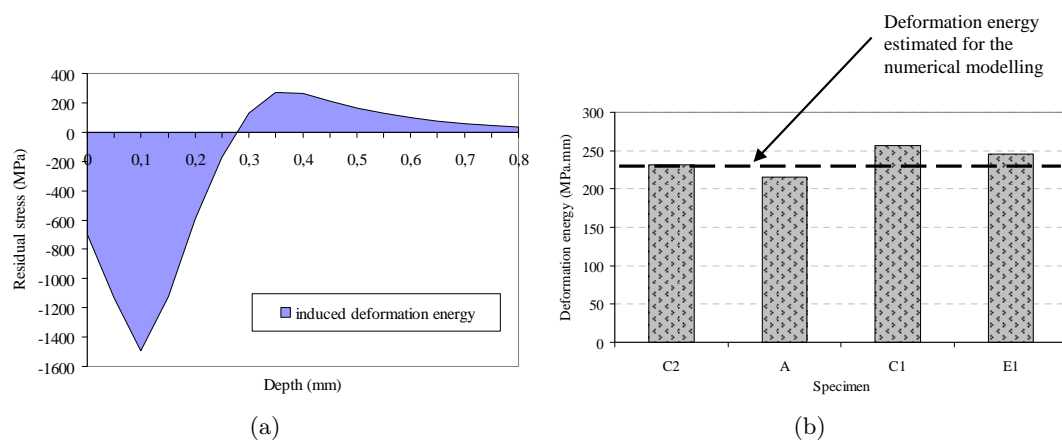 Deformation energy
estimated for the
numerical modelling
400
200
0
-200
-400
-600
-800
-1000
-1200
-1400
-1600
Residual stress (MPa)
0 0,1 0,2 0,3 0,4 0,5 0,6 0,7 0,8
induced deformation energy
Depth (mm)
(a)
300
250
200
150
100
50
0
Deformation energy (MPa.mm)
C2 A C1 E1
Specimen
(b)